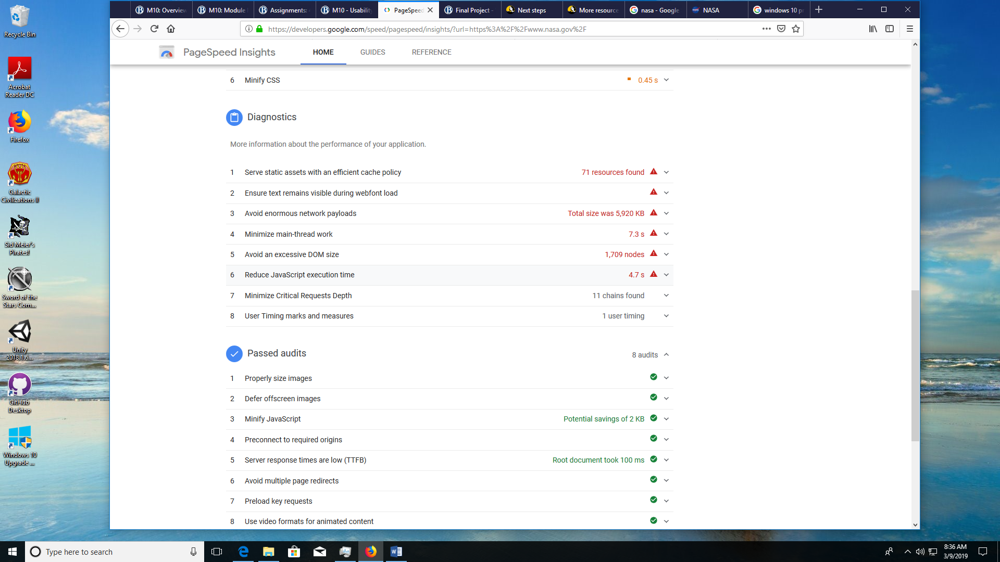 Recycle Bin
Acrobat
Reader DC
Firefox
Galactic
Civilizations II
Sid Meier's
Pirates!
Sword of the
Stars Com...
Unity
2018.1.6...
GitHub
Desktop
Windows 10
Upgrade ...
M10: Overview
M10: Module
Assignments:
M10 - Usability
PageSpeed
Final Project -
Next steps
More resource
nasa - Google
NASA
windows 10 pr
https://developers.google.com/speed/pagespeed/insights/?url=https%3A%2F%2Fwww.nasa.gov%2F
PageSpeed Insights
HOME
GUIDES
REFERENCE
6 Minify CSS 0.45 s
Diagnostics
More information about the performance of your application.
1 Serve static assets with an efficient cache policy 71 resources found
2 Ensure text remains visible during webfont load
3 Avoid enormous network payloads Total size was 5,920 KB
4 Minimize main-thread work 7.3 s
5 Avoid an excessive DOM size 1,709 nodes
6 Reduce JavaScript execution time 4.7 s
7 Minimize Critical Requests Depth 11 chains found
8 User Timing marks and measures 1 user timing
Passed audits 8 audits
1 Properly size images
2 Defer offscreen images
3 Minify JavaScript Potential savings of 2 KB
4 Preconnect to required origins
5 Server response times are low (TTFB) Root document took 100 ms
6 Avoid multiple page redirects
7 Preload key requests
8 Use video formats for animated content
Type here to search
8:36 AM
3/9/2019